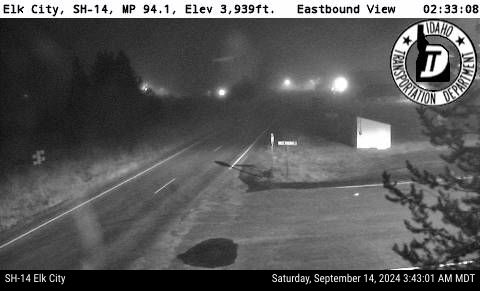 Elk City, SH-14, MP 94.1, Elev 3,939ft. Eastbound View 02:33:08
IDAHO
TRANSPORTATION DEPARTMENT
SH-14 Elk City Saturday, September 14, 2024 3:43:01 AM MDT